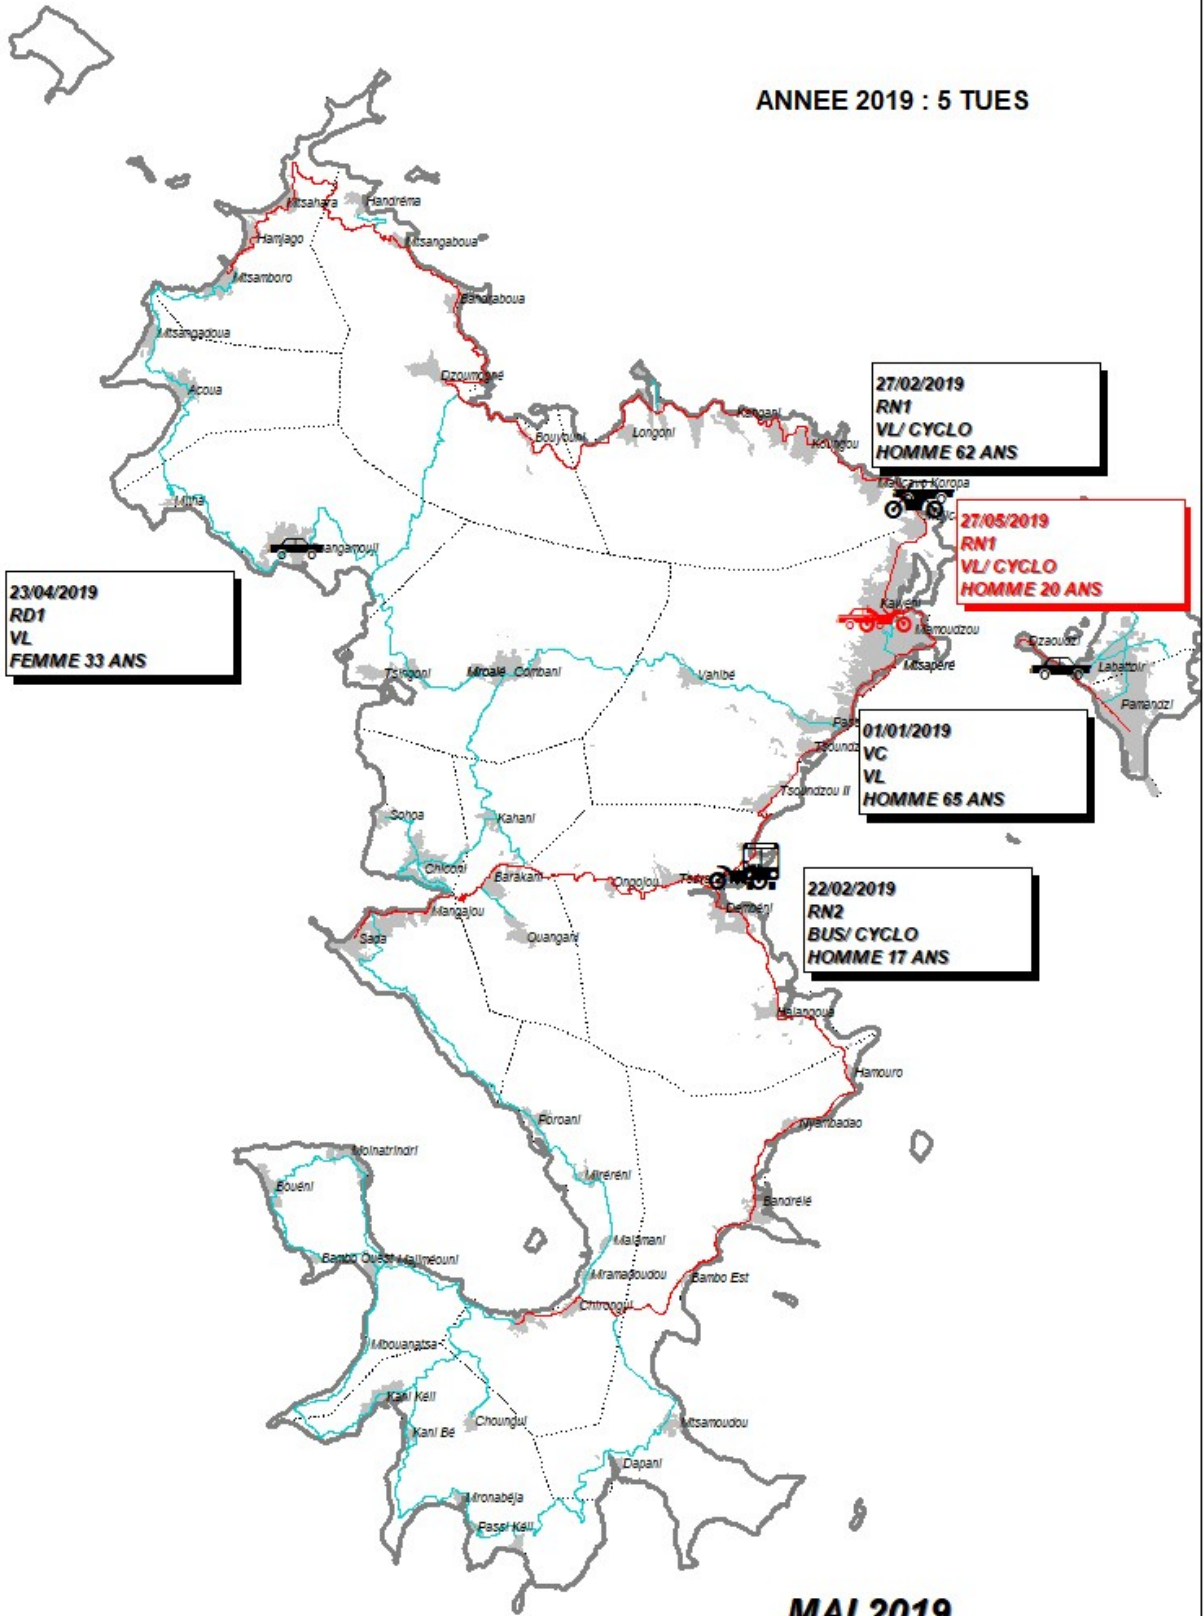 ANNEE 2019 : 5 TUES
Mtsahara
Handréma
Hamjago
Mtsangaboua
Mtsamboro
Bandraboua
Mtsangadoua
Dzoumogné
Acoua
27/02/2019
RN1
VL/ CYCLO
HOMME 62 ANS
Kangani
Longoni
Bouyouni
Koungou
Majicavo Koropa
Mtiha
27/05/2019
RN1
VL/ CYCLO
HOMME 20 ANS
23/04/2019
RD1
VL
FEMME 33 ANS
Kawéni
Mamoudzou
Dzaoudzi
Labattoir
Mtsapéré
Tsingoni
Mroalé
Combani
Vahibé
Pamandzi
01/01/2019
VC
VL
HOMME 65 ANS
Tsoundzou II
Sohoa
Kahani
Chiconi
Barakani
Ongojou
22/02/2019
RN2
BUS/ CYCLO
HOMME 17 ANS
Dembéni
Mangajou
Sada
Ouangani
Hajangoua
Hamouro
Poroani
Nyambadao
Moinatrindri
Miréréni
Bouéni
Bandrélé
Malamani
Bambo Ouest
Majiméouni
Mramadoudou
Bambo Est
Chirongui
Mbouanatsa
Kani Kéli
Choungui
Mtsamoudou
Kani Bé
Dapani
Mronabéja
Passi Kéli
MAI 2019